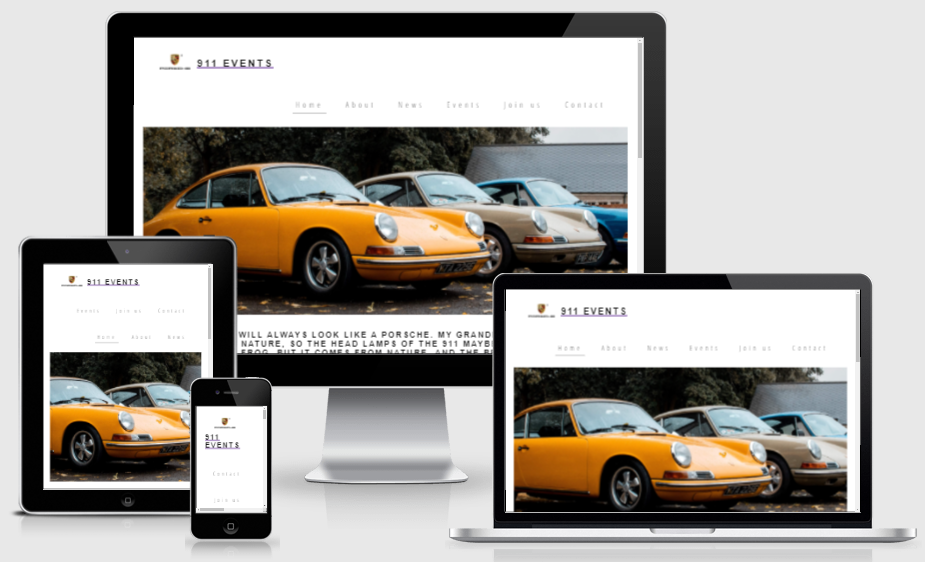 911 EVENTS
Home About News Events Join us Contact
WILL ALWAYS LOOK LIKE A PORSCHE. MY GRAND
NATURE, SO THE HEAD LAMPS OF THE 911 MAYB
FROG, BUT IT COMES FROM NATURE, AND THE
911 EVENTS
Events Join us Contact
Home About News
911
EVENTS
Contact
Join us
911 EVENTS
Home About News Events Join us Contact